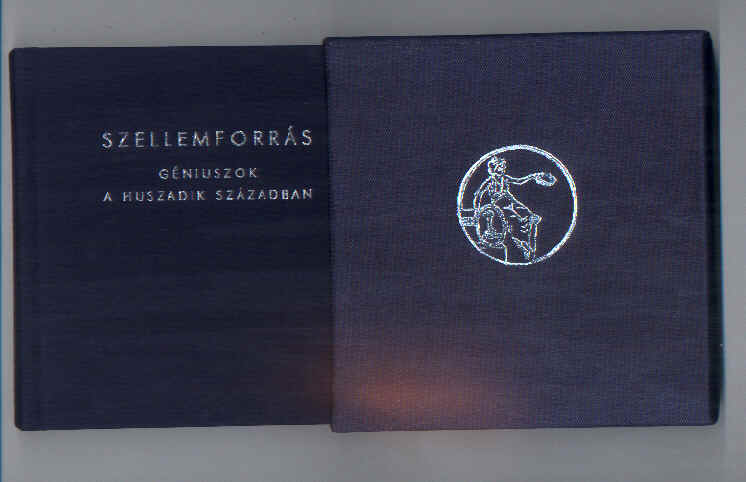 SZELLEMFORRÁS
GÉNIUSZOK
A HUSZADIK SZÁZADBAN